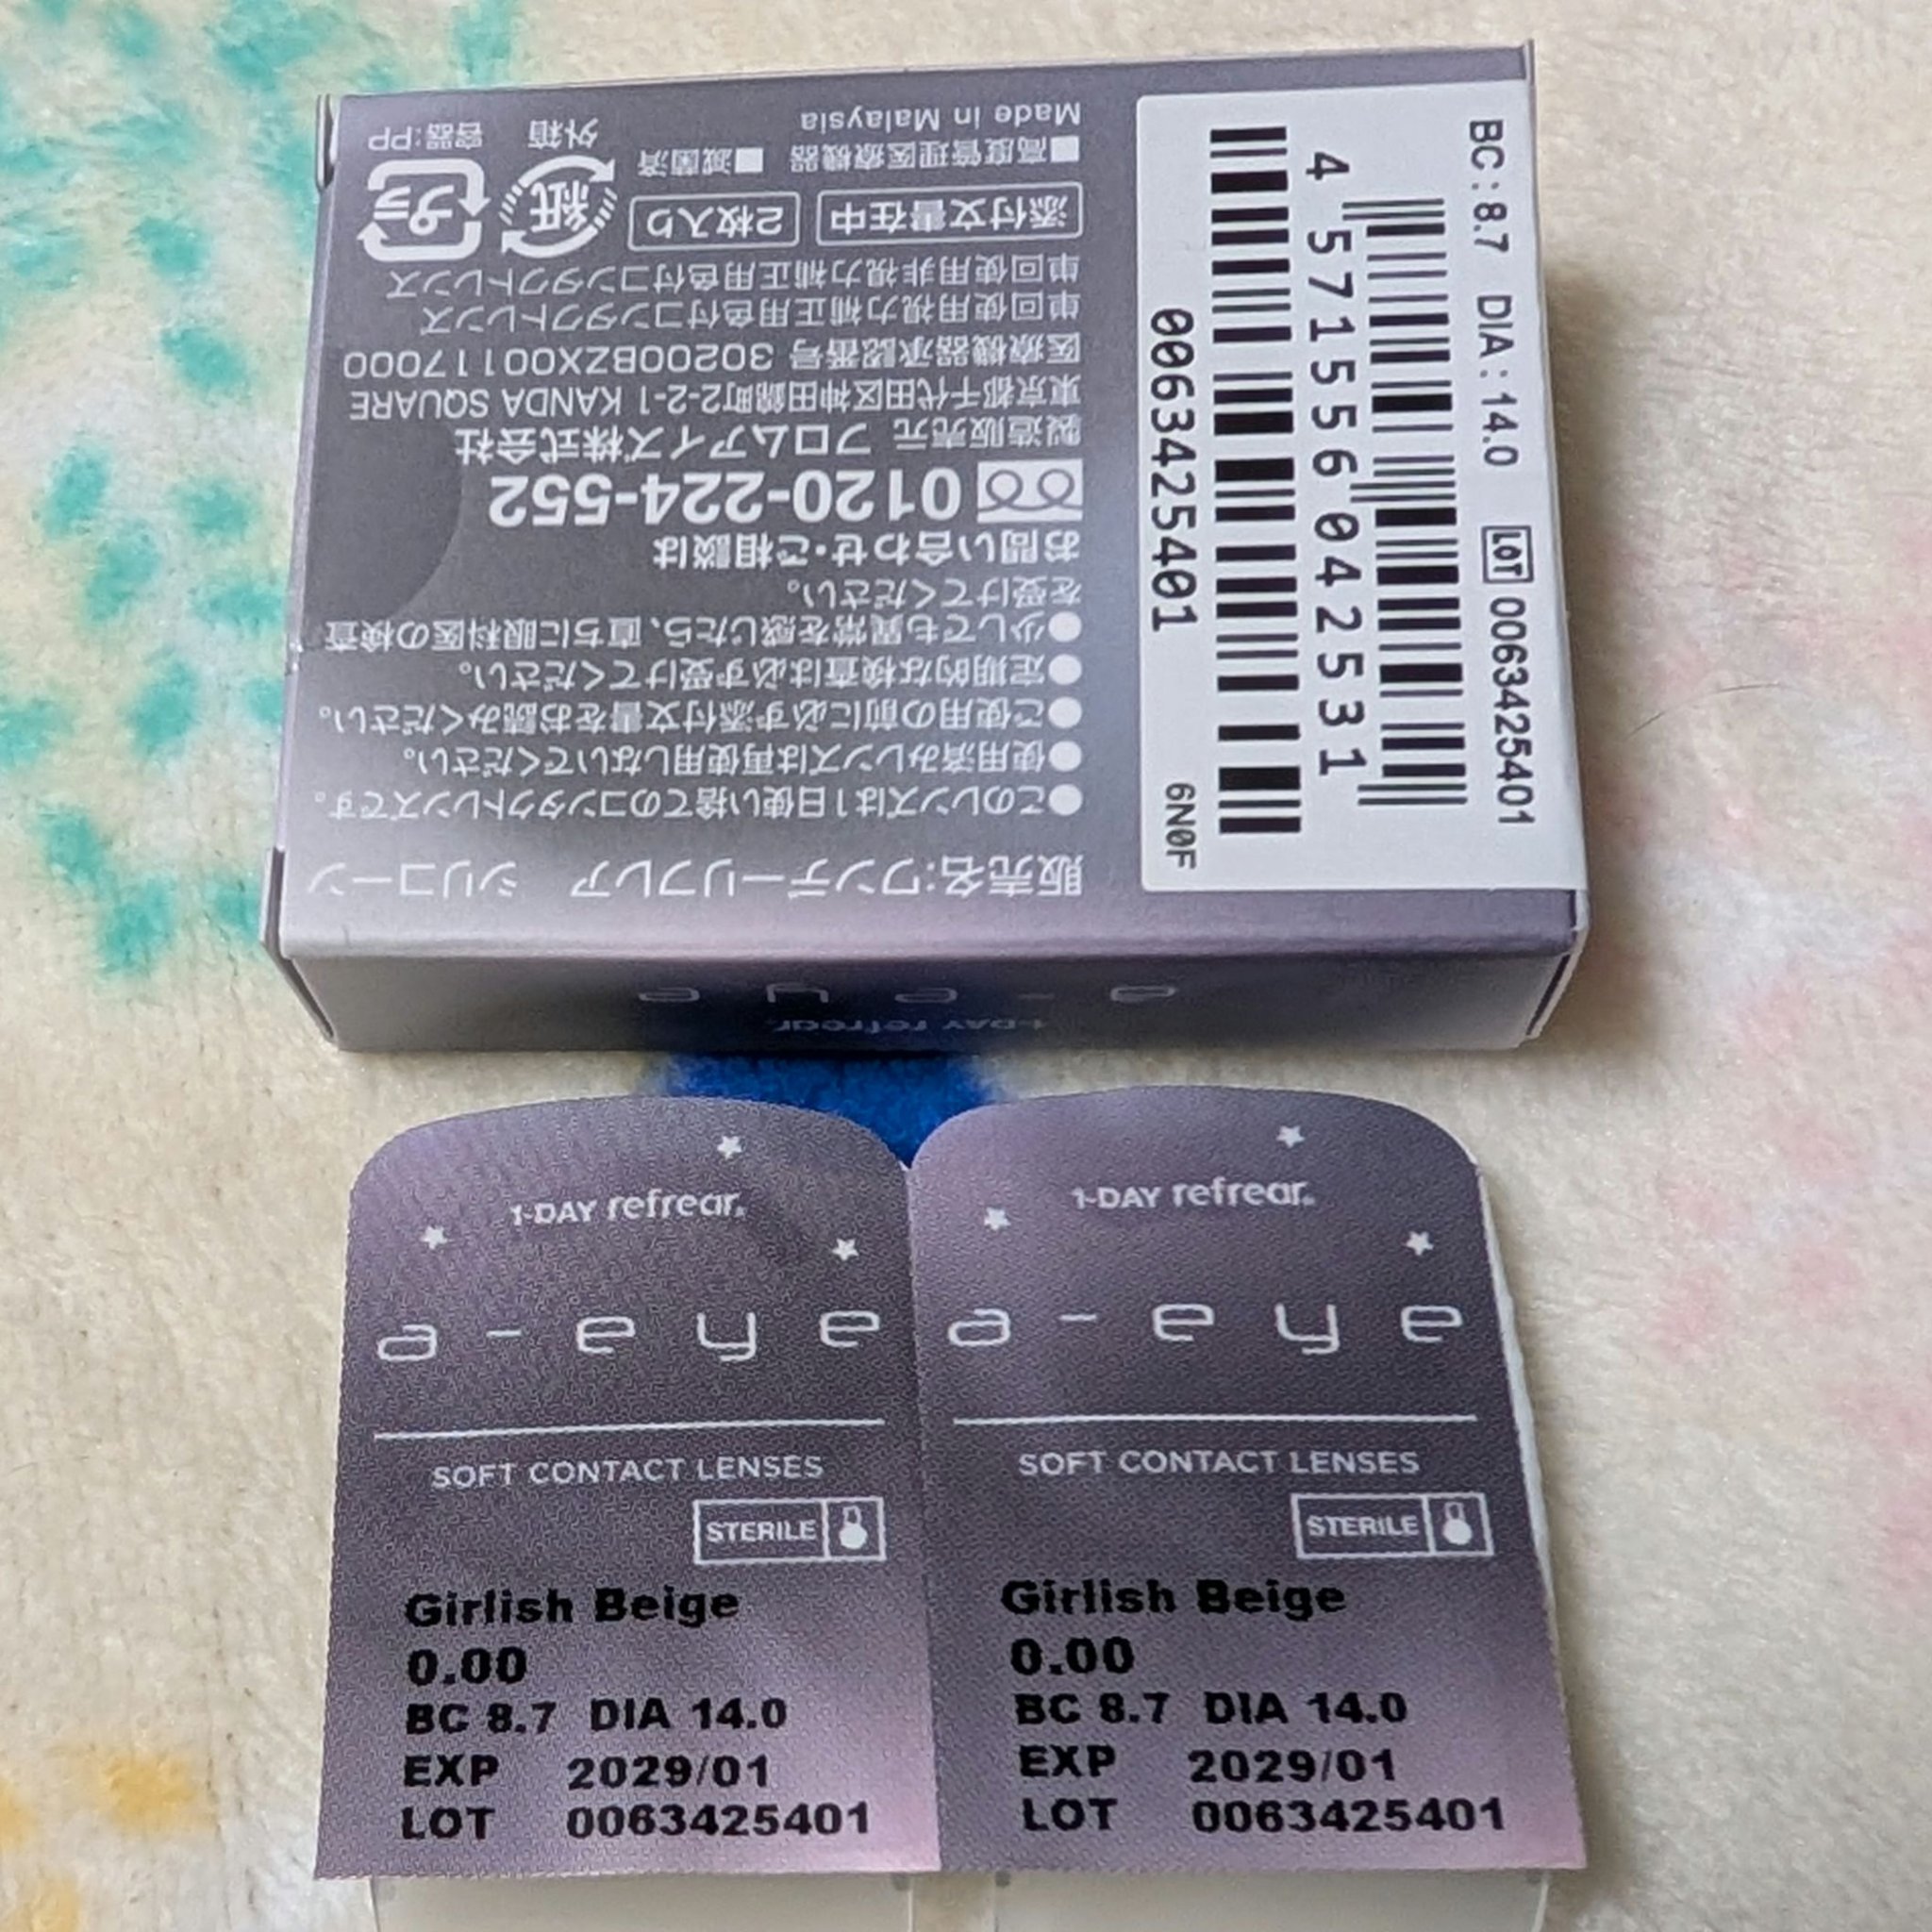 販売名:ワンデーリフレア シリコーン
●このレンズは1日使い捨てのコンタクトレンズです。
●使用済みレンズは再使用しないでください。
●ご使用の前に必ず添付文書をお読みください。
●定期的な検査は必ず受けてください。
●少しでも異常を感じたら、直ちに眼科医の検査
を受けてください。
お問い合わせ・ご相談は
0120-224-552
製造販売元 フロムアイズ株式会社
東京都千代田区神田錦町2-2-1 KANDA SQUARE
医療機器承認番号 30200BZX00117000
単回使用視力補正用色付コンタクトレンズ
単回使用非視力補正用色付コンタクトレンズ
添付文書在中 2枚入り
■高度管理医療機器 ■滅菌済
Made in Malaysia
紙 外箱
プラ 容器:PP
BC:8.7 DIA:14.0 LOT 0063425401
4 571556 042531
0063425401 6N0F
1-DAY refrear.
a-eye
1-DAY refrear®
a-eye
SOFT CONTACT LENSES
STERILE
Girlish Beige
0.00
BC 8.7 DIA 14.0
EXP 2029/01
LOT 0063425401
1-DAY refrear®
a-eye
SOFT CONTACT LENSES
STERILE
Girlish Beige
0.00
BC 8.7 DIA 14.0
EXP 2029/01
LOT 0063425401